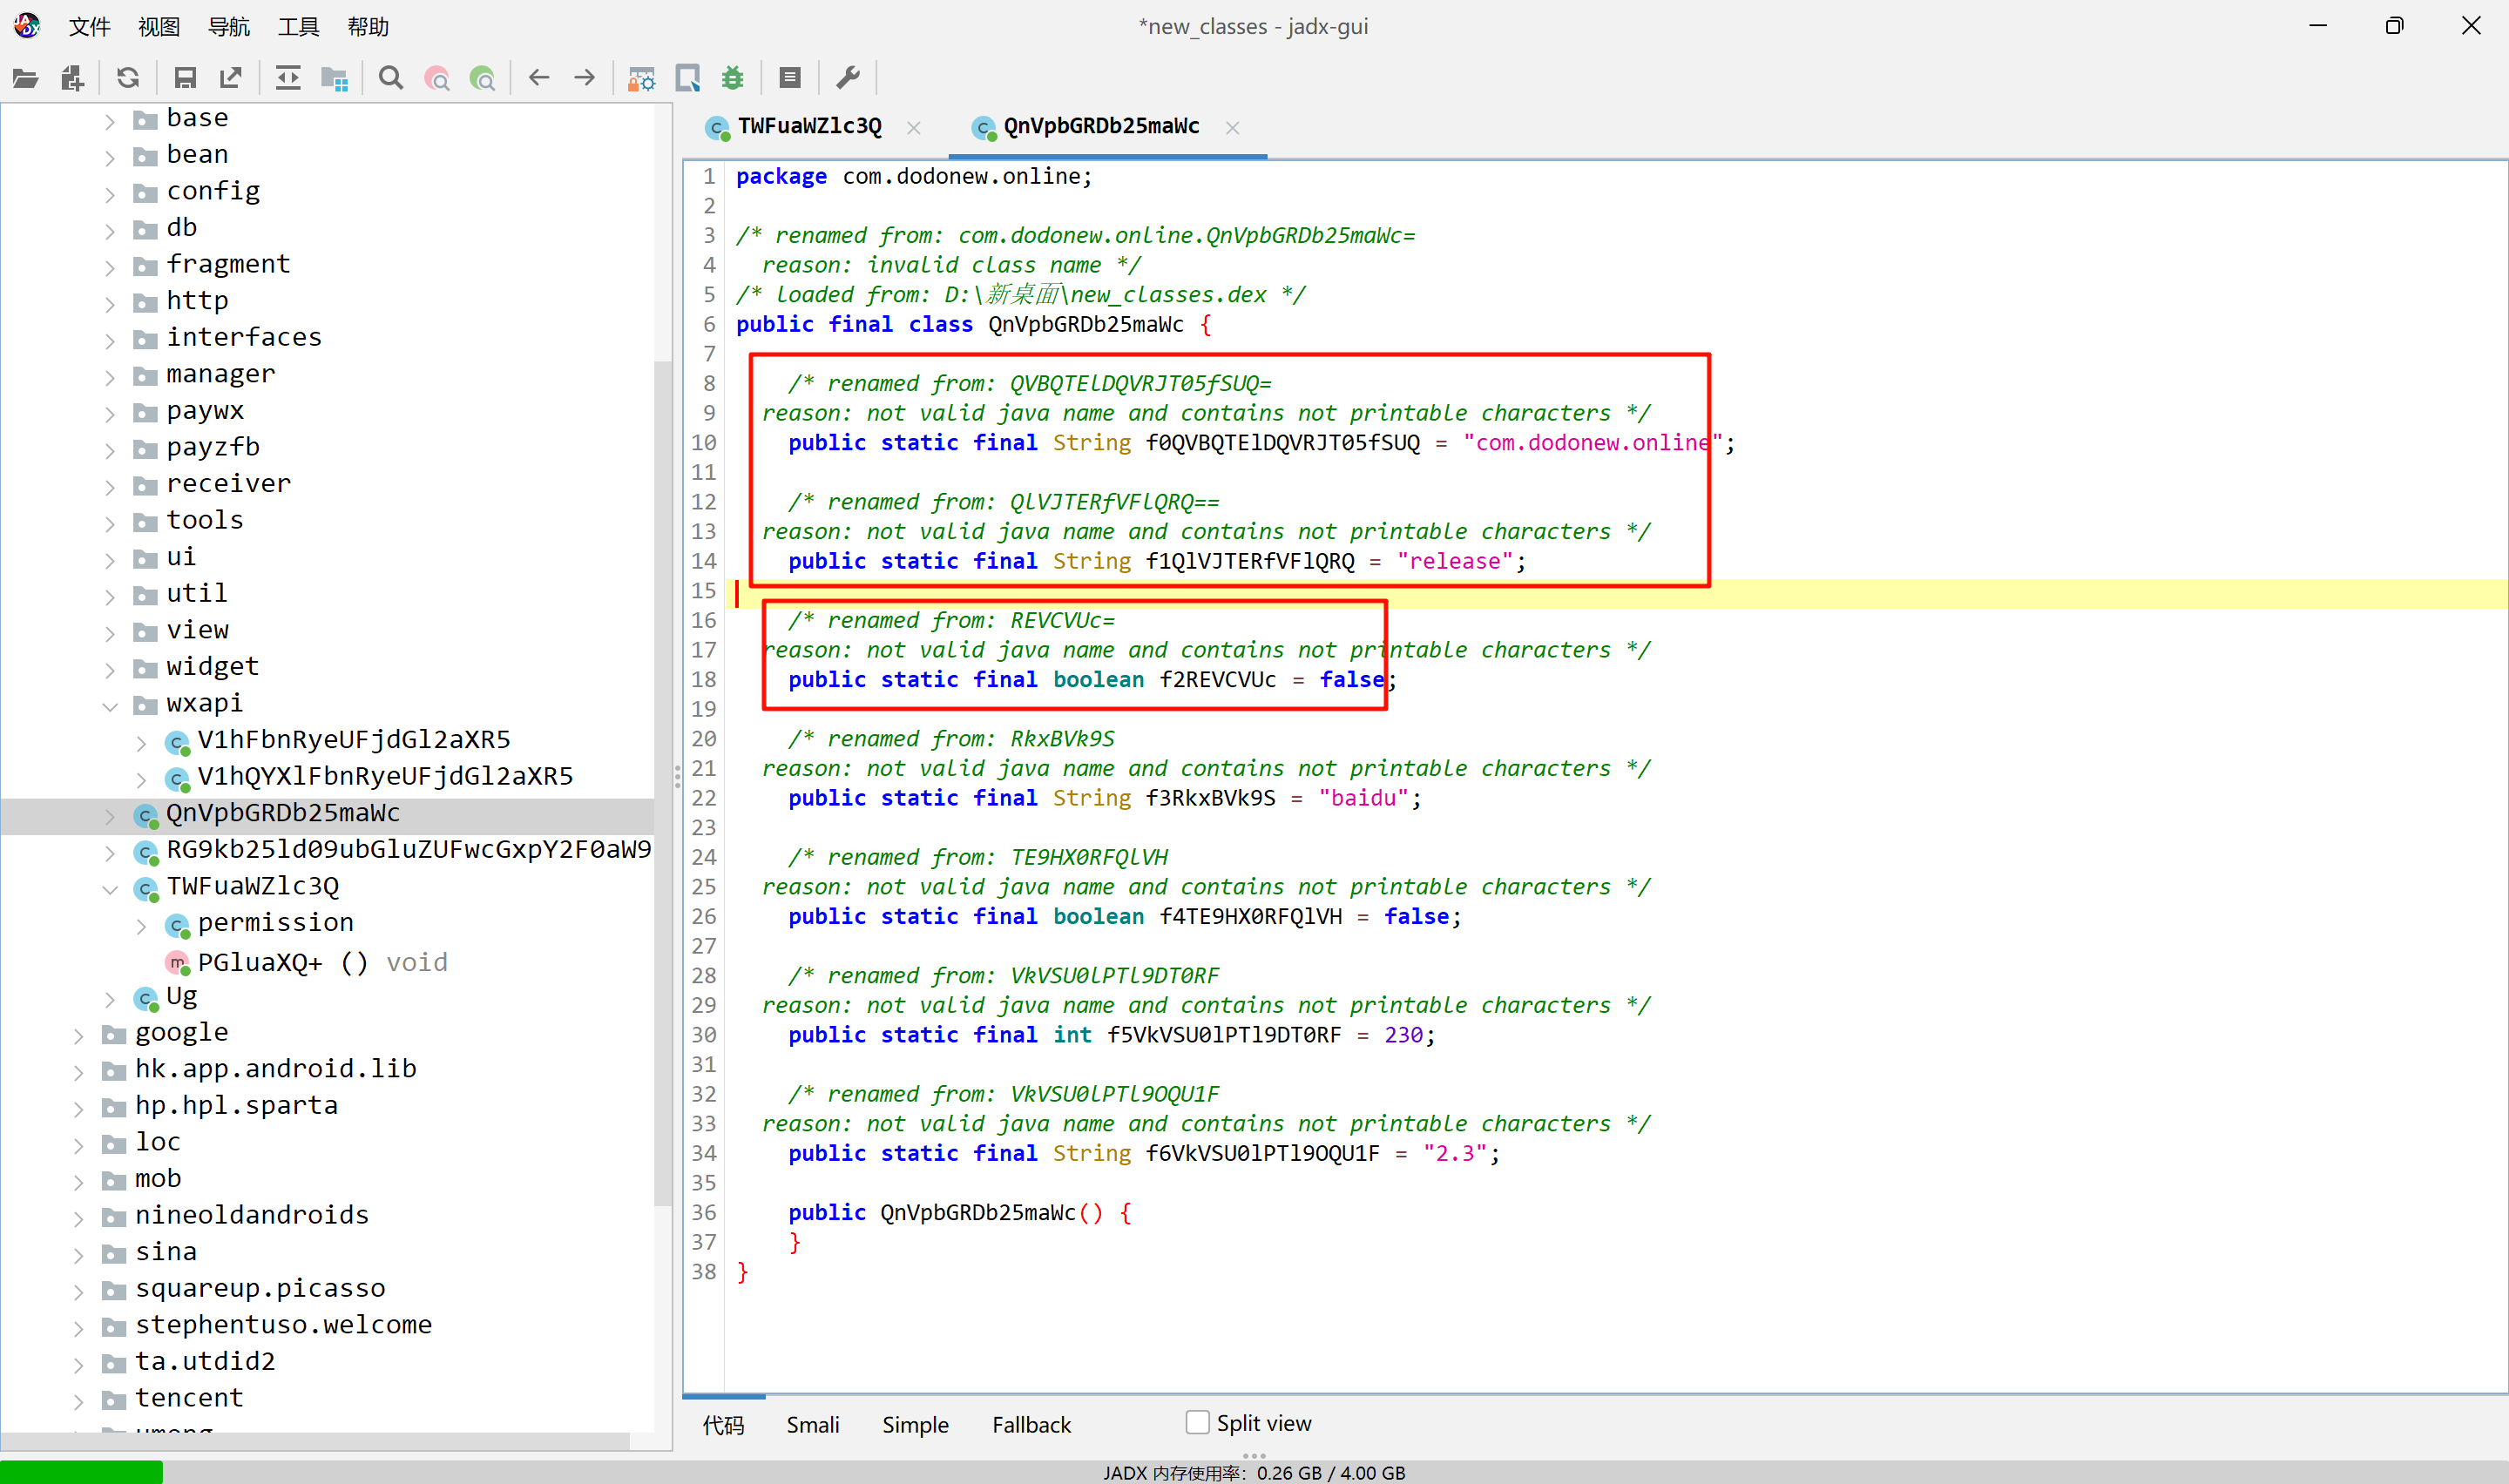 文件 视图 导航 工具 帮助
*new_classes - jadx-gui
base
bean
config
db
fragment
http
interfaces
manager
paywx
payzfb
receiver
tools
ui
util
view
widget
wxapi
V1hFbnRyeUFjdGl2aXR5
V1hQYXlFbnRyeUFjdGl2aXR5
QnVpbGRDb25maWc
RG9kb25ld09ubGluZUFwcGxpY2F0aW9
TWFuaWZlc3Q
permission
PGluaXQ+ () void
Ug
google
hk.app.android.lib
hp.hpl.sparta
loc
mob
nineoldandroids
sina
squareup.picasso
stephentuso.welcome
ta.utdid2
tencent
TWFuaWZlc3Q QnVpbGRDb25maWc
1 package com.dodonew.online;
2
3 /* renamed from: com.dodonew.online.QnVpbGRDb25maWc=
4 reason: invalid class name */
5 /* loaded from: D:\新桌面\new_classes.dex */
6 public final class QnVpbGRDb25maWc {
7
8 /* renamed from: QVBQTElDQVRJT05fSUQ=
9 reason: not valid java name and contains not printable characters */
10 public static final String f0QVBQTElDQVRJT05fSUQ = "com.dodonew.online";
11
12 /* renamed from: QlVJTERfVFlQRQ==
13 reason: not valid java name and contains not printable characters */
14 public static final String f1QlVJTERfVFlQRQ = "release";
15
16 /* renamed from: REVCVUc=
17 reason: not valid java name and contains not printable characters */
18 public static final boolean f2REVCVUc = false;
19
20 /* renamed from: RkxBVk9S
21 reason: not valid java name and contains not printable characters */
22 public static final String f3RkxBVk9S = "baidu";
23
24 /* renamed from: TE9HX0RFQlVH
25 reason: not valid java name and contains not printable characters */
26 public static final boolean f4TE9HX0RFQlVH = false;
27
28 /* renamed from: VkVSU0lPTl9DT0RF
29 reason: not valid java name and contains not printable characters */
30 public static final int f5VkVSU0lPTl9DT0RF = 230;
31
32 /* renamed from: VkVSU0lPTl9OQU1F
33 reason: not valid java name and contains not printable characters */
34 public static final String f6VkVSU0lPTl9OQU1F = "2.3";
35
36 public QnVpbGRDb25maWc() {
37 }
38 }
代码 Smali Simple Fallback Split view
JADX 内存使用率: 0.26 GB / 4.00 GB